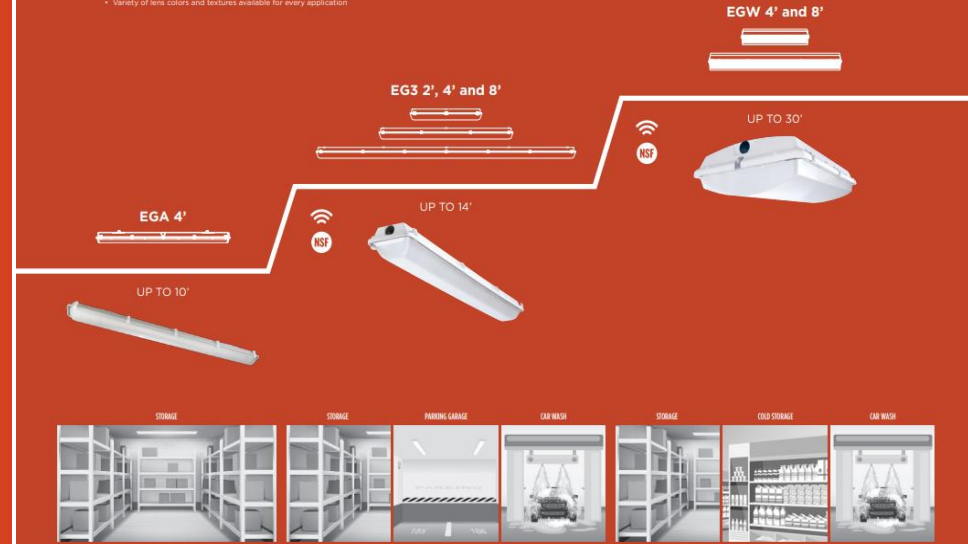 • Variety of lens colors and textures available for every application
EGW 4’ and 8’
EG3 2’, 4’ and 8’
UP TO 30’
NSF
EGA 4’
UP TO 14’
NSF
UP TO 10’
STORAGE
STORAGE
PARKING GARAGE
CAR WASH
STORAGE
COLD STORAGE
CAR WASH
PARKING